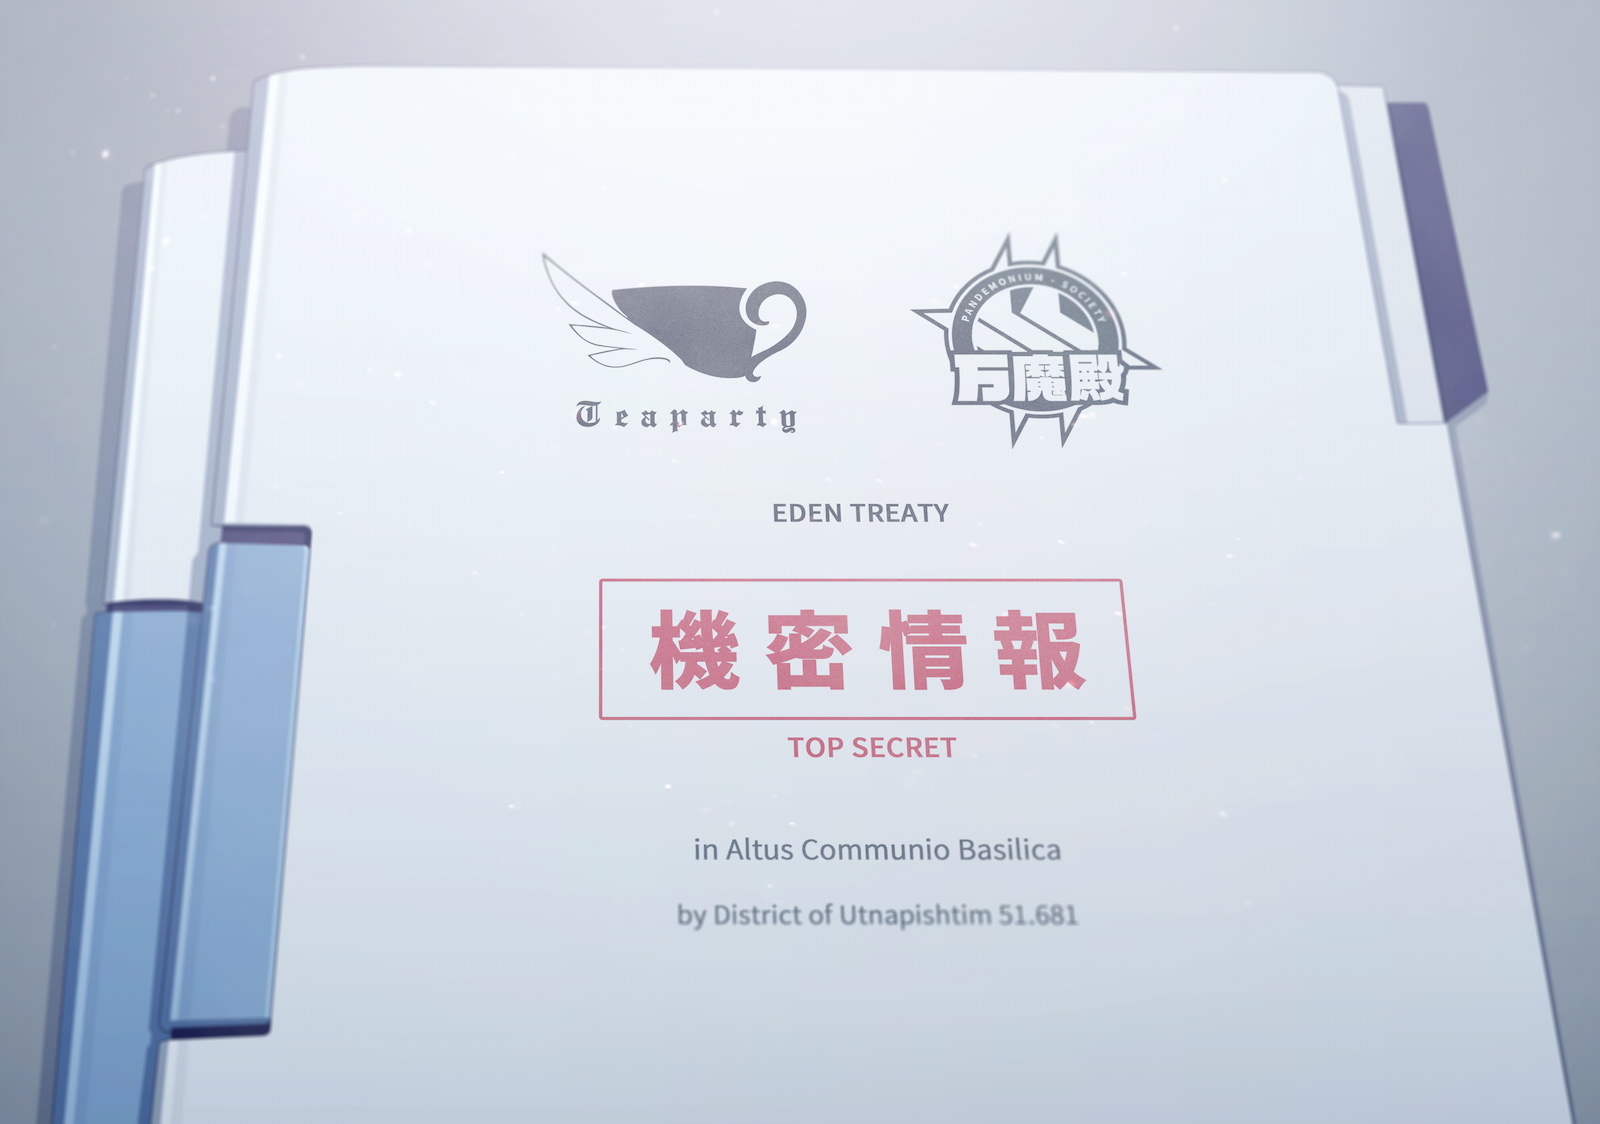 Teaparty
PANDEMONIUM - SOCIETY
万魔殿
EDEN TREATY
機密情報
TOP SECRET
in Altus Communio Basilica
by District of Utnapishtim 51.681